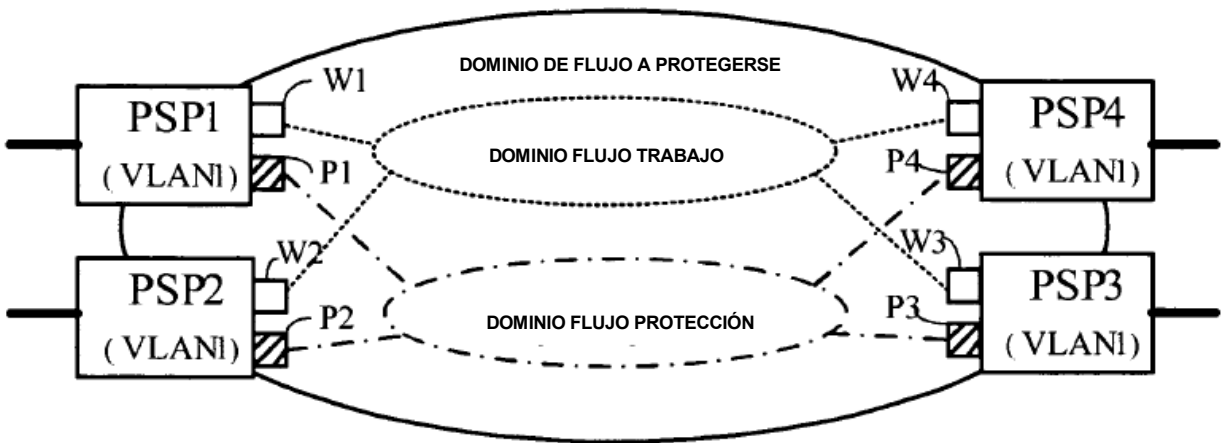 DOMINIO DE FLUJO A PROTEGERSE
W1
W4
PSP1
(VLAN1)
P1
DOMINIO FLUJO TRABAJO
P4
PSP4
(VLAN1)
W2
W3
PSP2
(VLAN1)
P2
DOMINIO FLUJO PROTECCIÓN
P3
PSP3
(VLAN1)